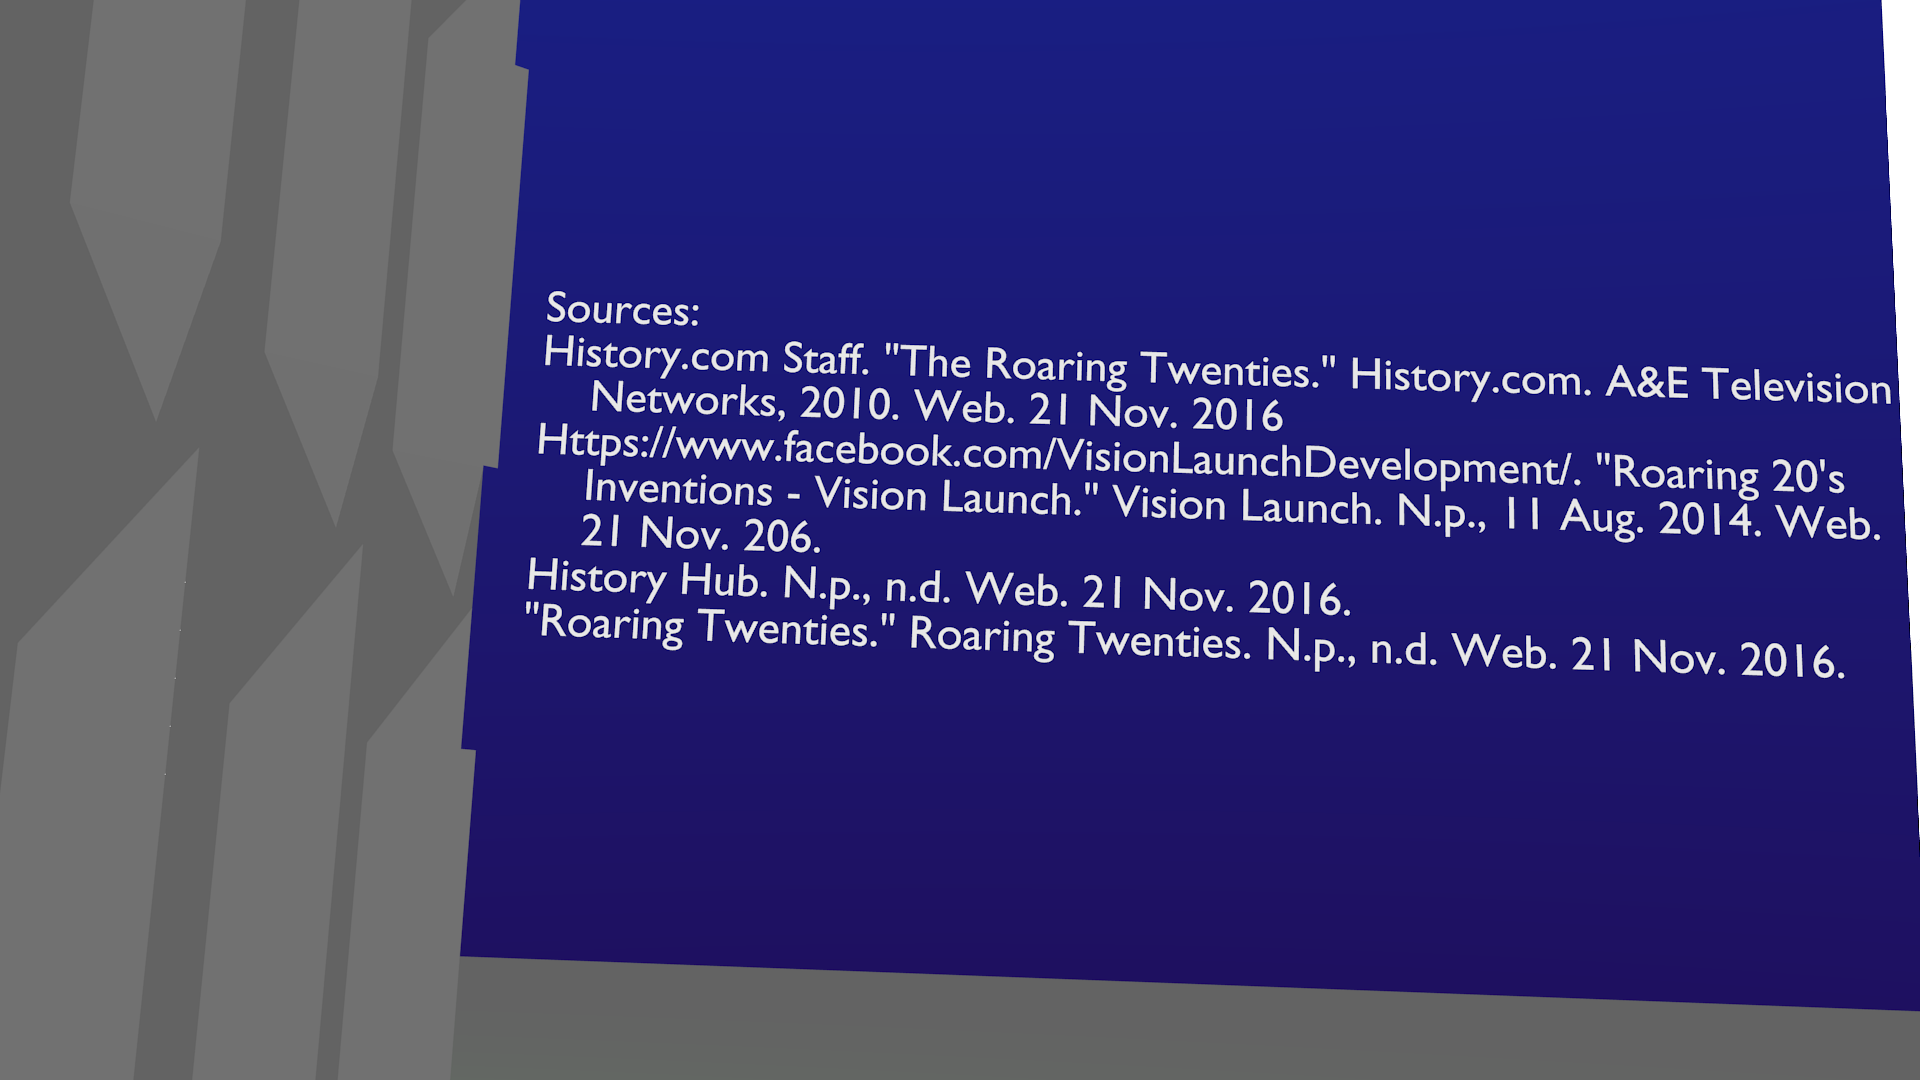 Sources:
History.com Staff. "The Roaring Twenties." History.com. A&E Television
Networks, 2010. Web. 21 Nov. 2016
Https://www.facebook.com/VisionLaunchDevelopment/. "Roaring 20's
Inventions - Vision Launch." Vision Launch. N.p., 11 Aug. 2014. Web.
21 Nov. 206.
History Hub. N.p., n.d. Web. 21 Nov. 2016.
"Roaring Twenties." Roaring Twenties. N.p., n.d. Web. 21 Nov. 2016.